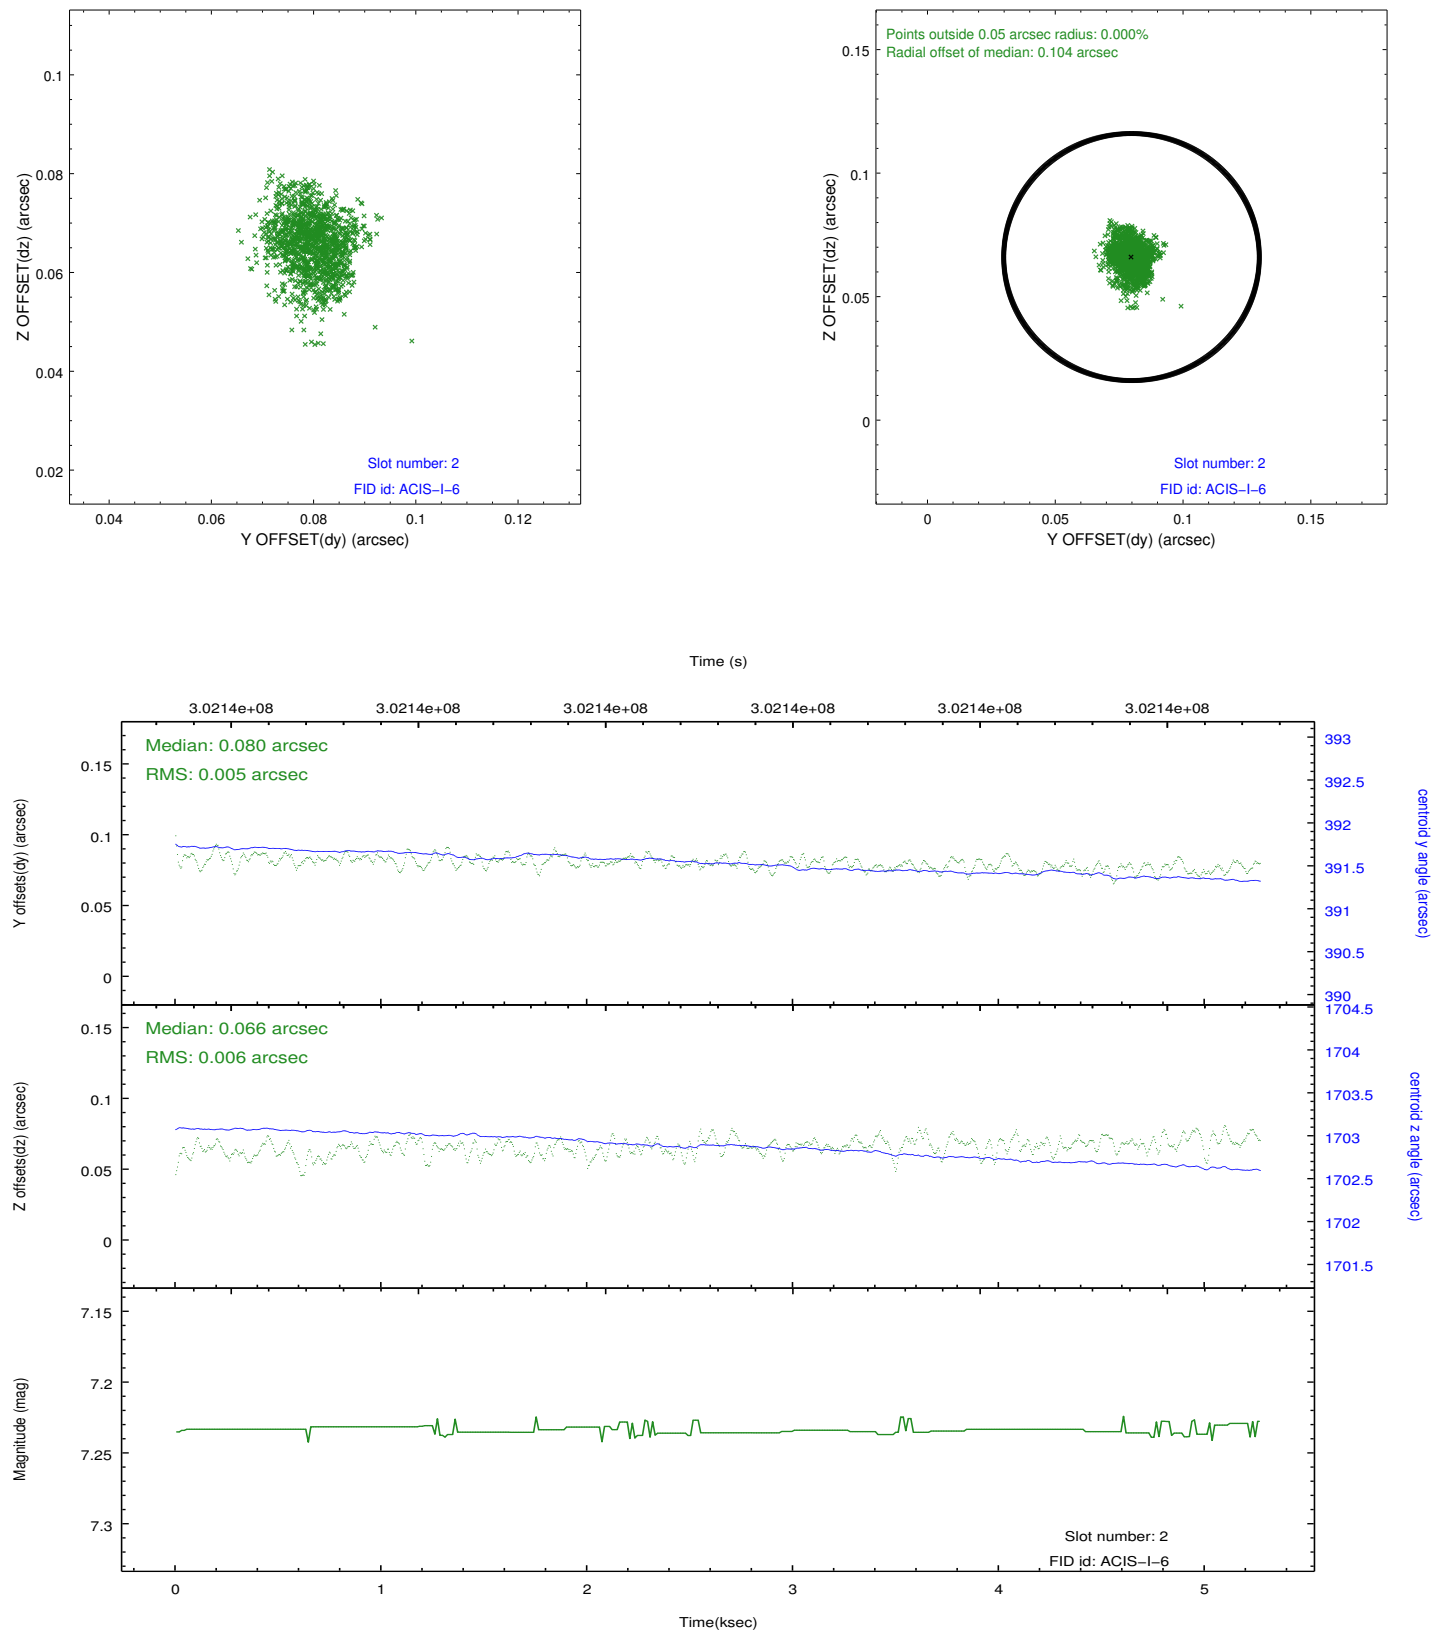 Points outside 0.05 arcsec radius: 0.000%
Radial offset of median: 0.104 arcsec
0.1
0.08
0.06
0.04
0.02
Z OFFSET(dz) (arcsec)
Slot number: 2
FID id: ACIS−I−6
0.04 0.06 0.08 0.1 0.12
Y OFFSET(dy) (arcsec)
0.15
0.1
0.05
0
Z OFFSET(dz) (arcsec)
Slot number: 2
FID id: ACIS−I−6
0 0.05 0.1 0.15
Y OFFSET(dy) (arcsec)
Time (s)
3.0214e+08 3.0214e+08 3.0214e+08 3.0214e+08 3.0214e+08 3.0214e+08
Median: 0.080 arcsec
RMS: 0.005 arcsec
0.15
0.1
0.05
0
Y offsets(dy) (arcsec)
393
392.5
392
391.5
391
390.5
390
centroid y angle (arcsec)
Median: 0.066 arcsec
RMS: 0.006 arcsec
0.15
0.1
0.05
0
Z offsets(dz) (arcsec)
1704.5
1704
1703.5
1703
1702.5
1702
1701.5
centroid z angle (arcsec)
7.15
7.2
7.25
7.3
Magnitude (mag)
Slot number: 2
FID id: ACIS−I−6
0 1 2 3 4 5
Time(ksec)